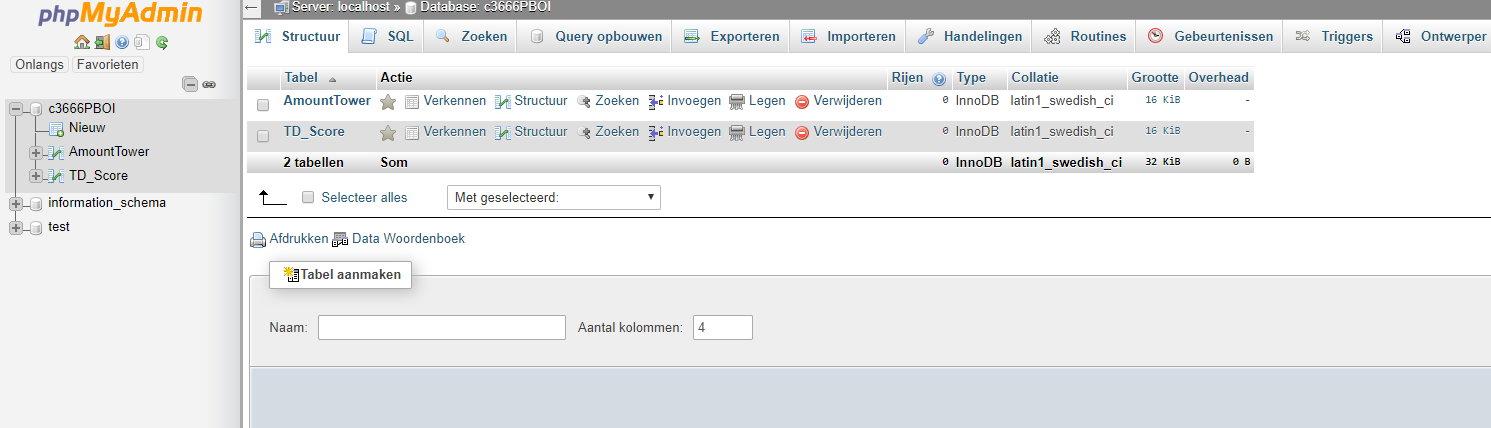 phpMyAdmin
Onlangs Favorieten
c3666PBOI
Nieuw
AmountTower
TD_Score
information_schema
test
← Server: localhost » Database: c3666PBOI
Structuur SQL Zoeken Query opbouwen Exporteren Importeren Handelingen Routines Gebeurtenissen Triggers Ontwerper
Tabel Actie Rijen Type Collatie Grootte Overhead
AmountTower Verkennen Structuur Zoeken Invoegen Legen Verwijderen 0 InnoDB latin1_swedish_ci 16 KiB -
TD_Score Verkennen Structuur Zoeken Invoegen Legen Verwijderen 0 InnoDB latin1_swedish_ci 16 KiB -
2 tabellen Som 0 InnoDB latin1_swedish_ci 32 KiB 0 B
Selecteer alles Met geselecteerd:
Afdrukken Data Woordenboek
Tabel aanmaken
Naam: Aantal kolommen: 4